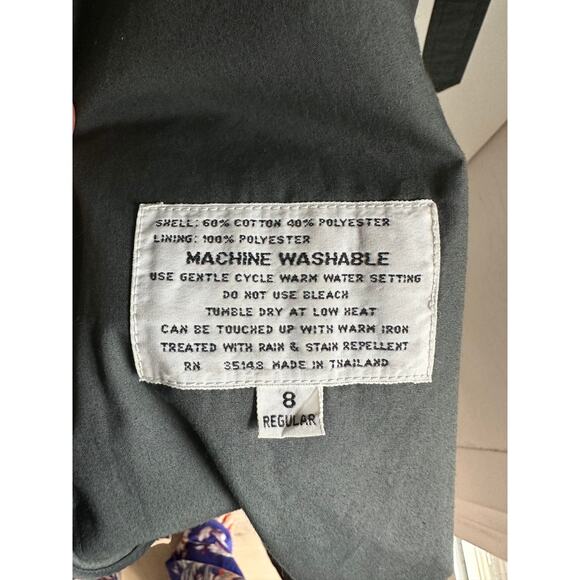 SHELL: 60% COTTON 40% POLYESTER
LINING: 100% POLYESTER
MACHINE WASHABLE
USE GENTLE CYCLE WARM WATER SETTING
DO NOT USE BLEACH
TUMBLE DRY AT LOW HEAT
CAN BE TOUCHED UP WITH WARM IRON
TREATED WITH RAIN & STAIN REPELLENT
RN 35148 MADE IN THAILAND
8
REGULAR